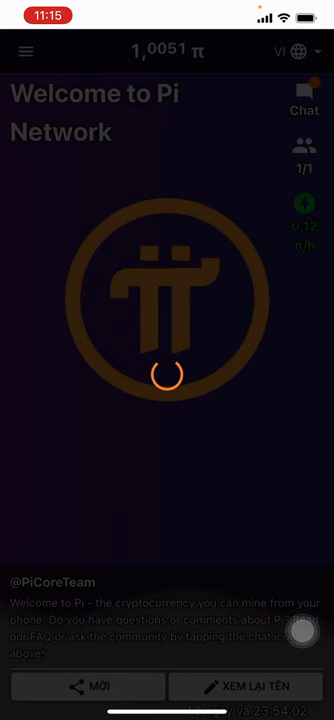 11:15
1,0051 π
VI
Welcome to Pi
Network
Chat
1/1
0,12
π/h
@PiCoreTeam
Welcome to Pi - the cryptocurrency you can mine from your
phone. Do you have questions or comments about Pi?
our FAQ or ask the community by tapping the chat
above!
MỜI
XEM LẠI TÊN
ngày và 23:54:02